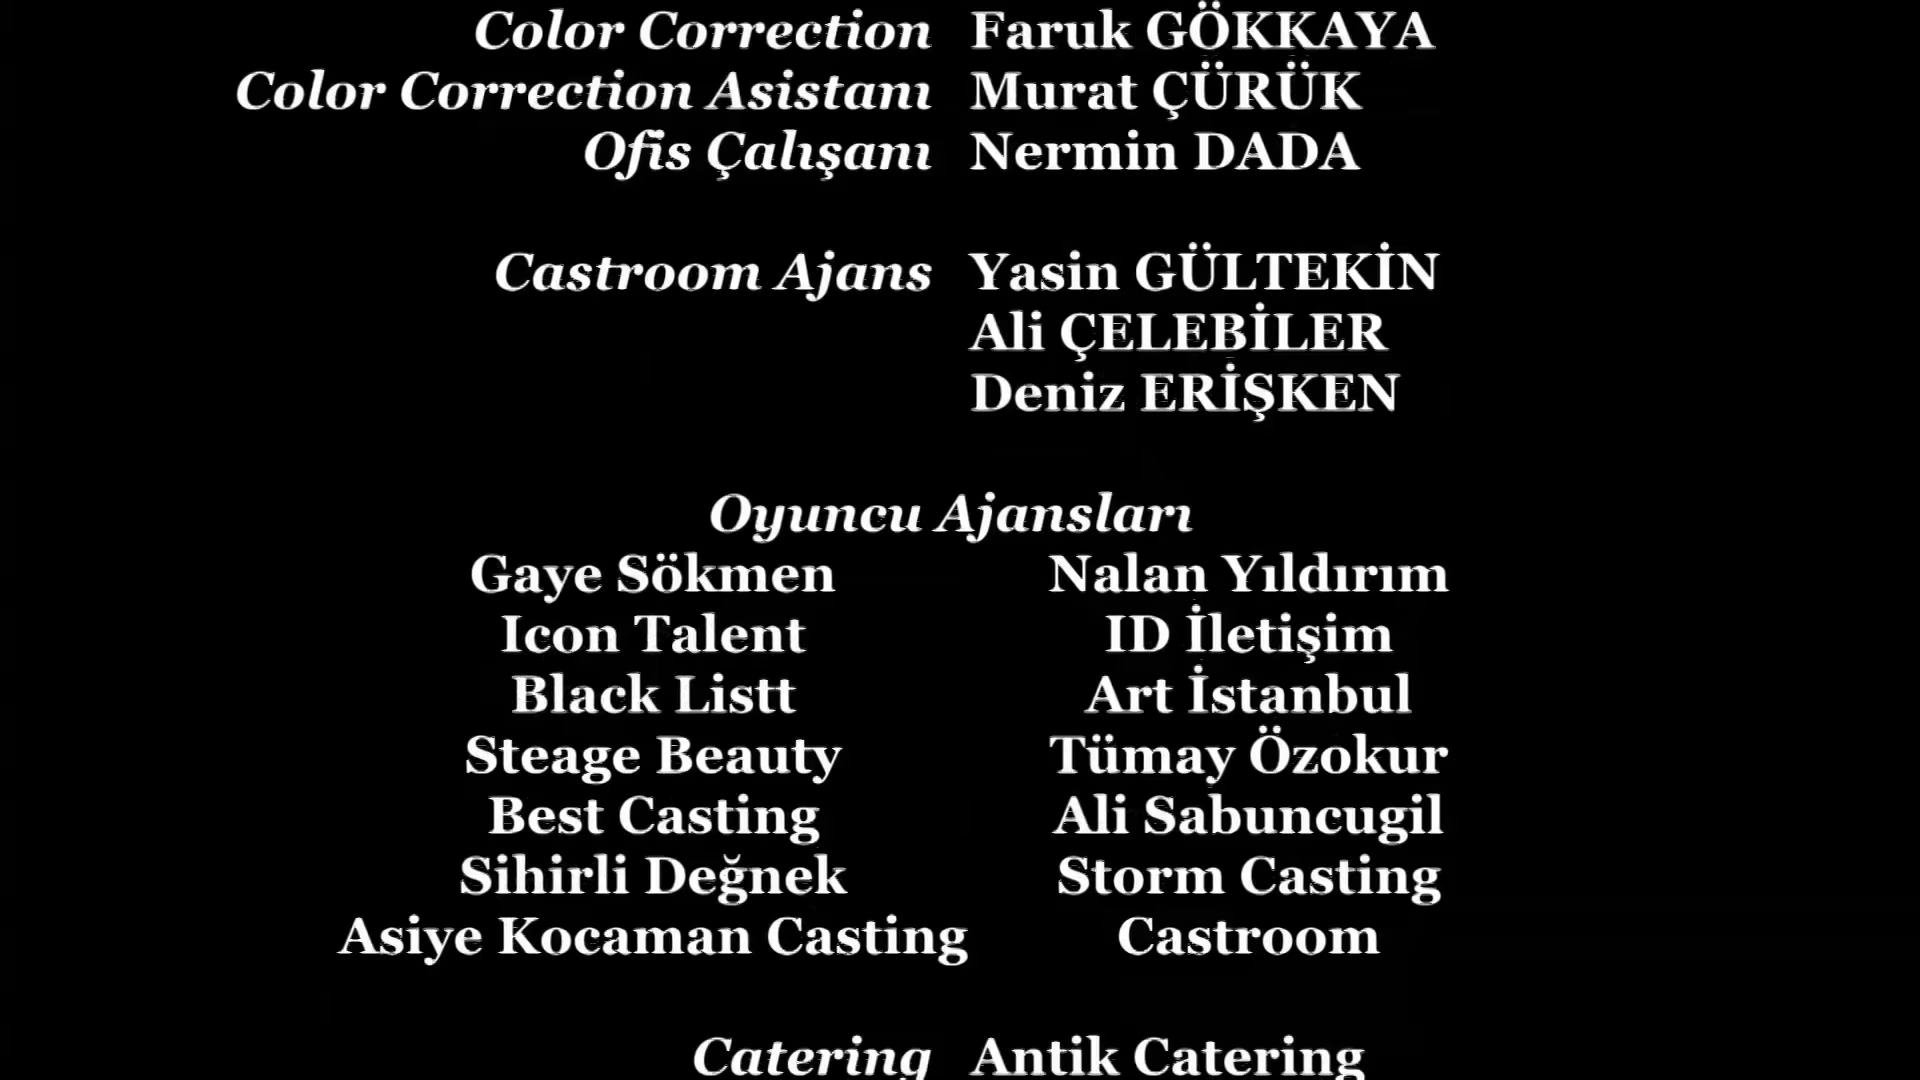 Color Correction Faruk GÖKKAYA
Color Correction Asistanı Murat ÇÜRÜK
Ofis Çalışanı Nermin DADA
Castroom Ajans Yasin GÜLTEKİN
Ali ÇELEBİLER
Deniz ERİŞKEN
Oyuncu Ajansları
Gaye Sökmen Nalan Yıldırım
Icon Talent ID İletişim
Black Listt Art İstanbul
Steage Beauty Tümay Özokur
Best Casting Ali Sabuncugil
Sihirli Değnek Storm Casting
Asiye Kocaman Casting Castroom
Catering Antik Catering